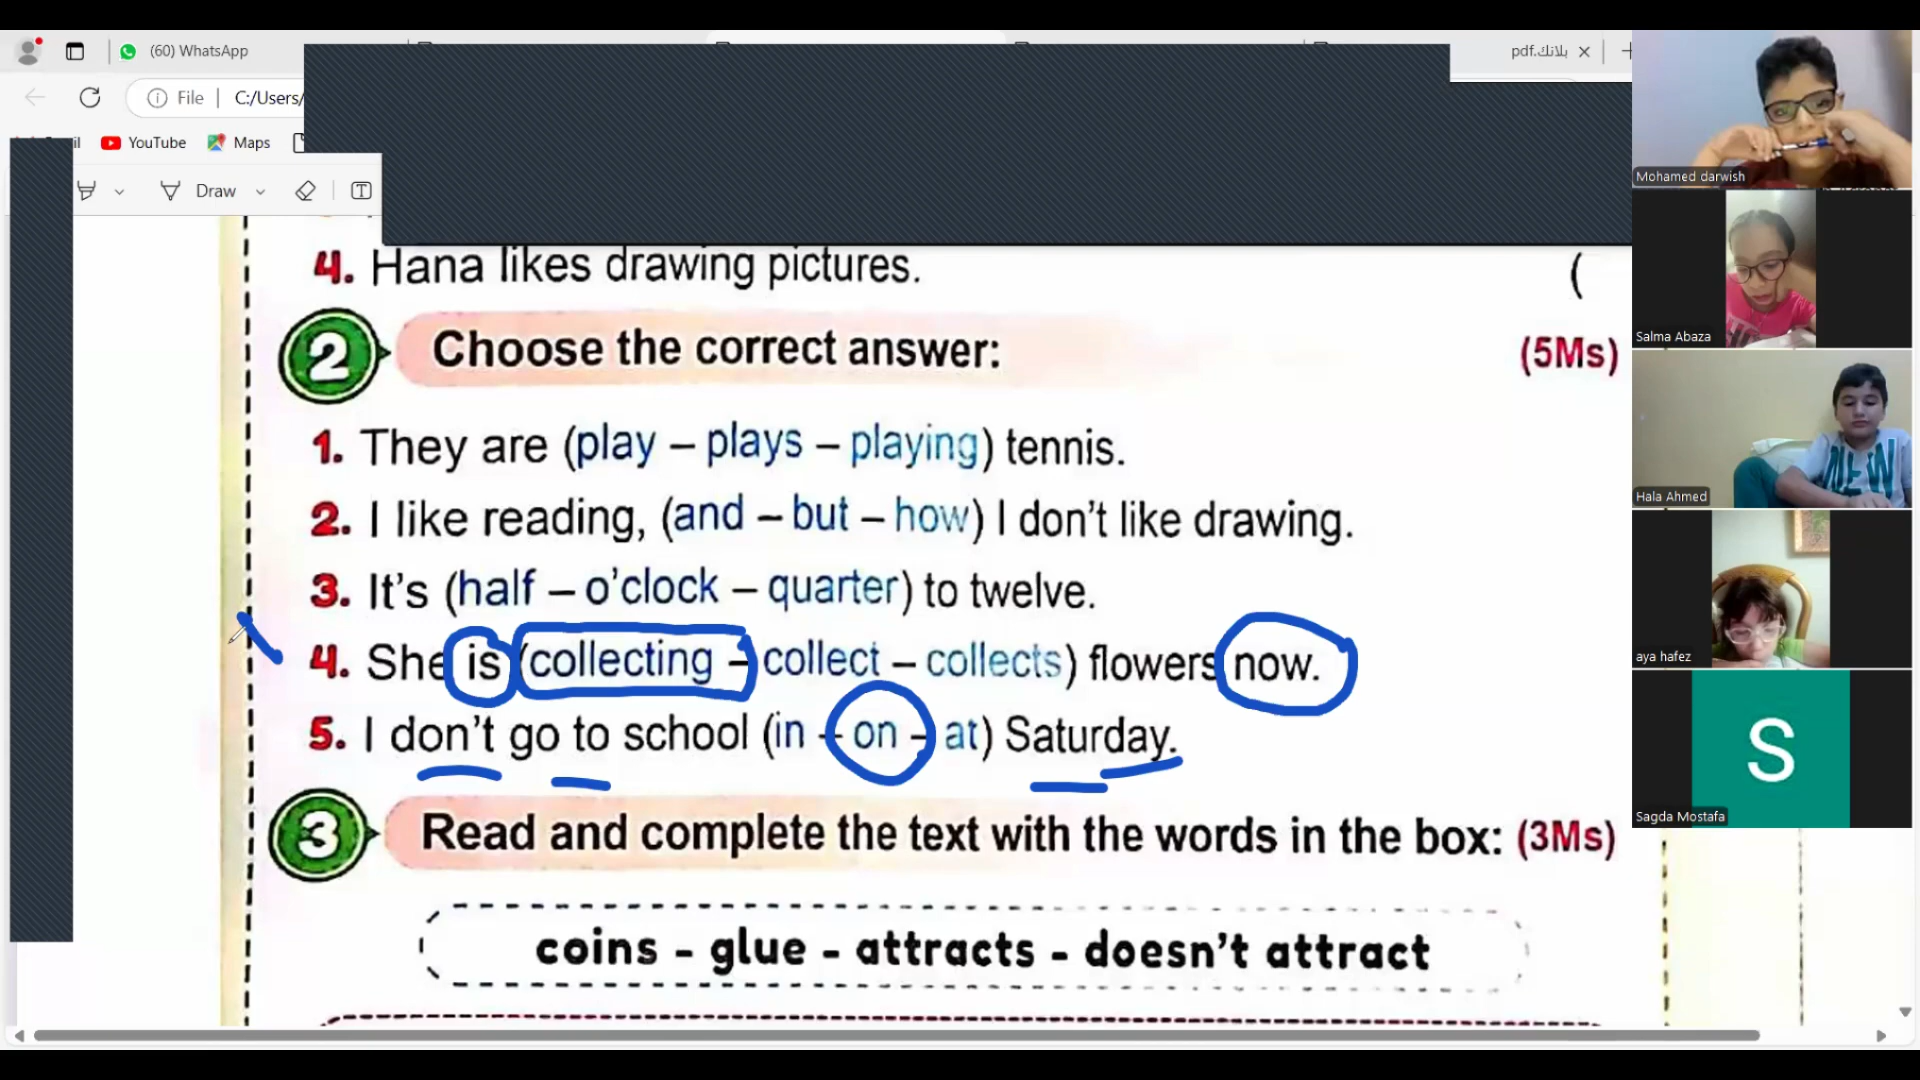 (60) WhatsApp
بلانك.pdf
File
C:/Users/
YouTube
Maps
Draw
4. Hana likes drawing pictures. (
2 Choose the correct answer: (5Ms)
1. They are (play – plays – playing) tennis.
2. I like reading, (and – but – how) I don't like drawing.
3. It's (half – o'clock – quarter) to twelve.
4. She is (collecting – collect – collects) flowers now.
5. I don't go to school (in – on – at) Saturday.
3 Read and complete the text with the words in the box: (3Ms)
coins - glue - attracts - doesn't attract
Mohamed darwish
Salma Abaza
NEW
Hala Ahmed
aya hafez
S
Sagda Mostafa